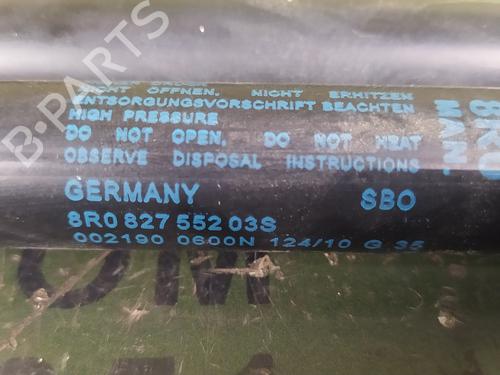 NICHT OFFNEN. NICHT ERHITZEN
ENTSORGUNGSVORSCHRIFT BEACHTEN
HIGH PRESSURE
DO NOT OPEN. DO NOT HEAT
OBSERVE DISPOSAL INSTRUCTIONS
GERMANY SBO
8R0 827 552 03S
002190 0600N 124/10 G 35
B-PARTS